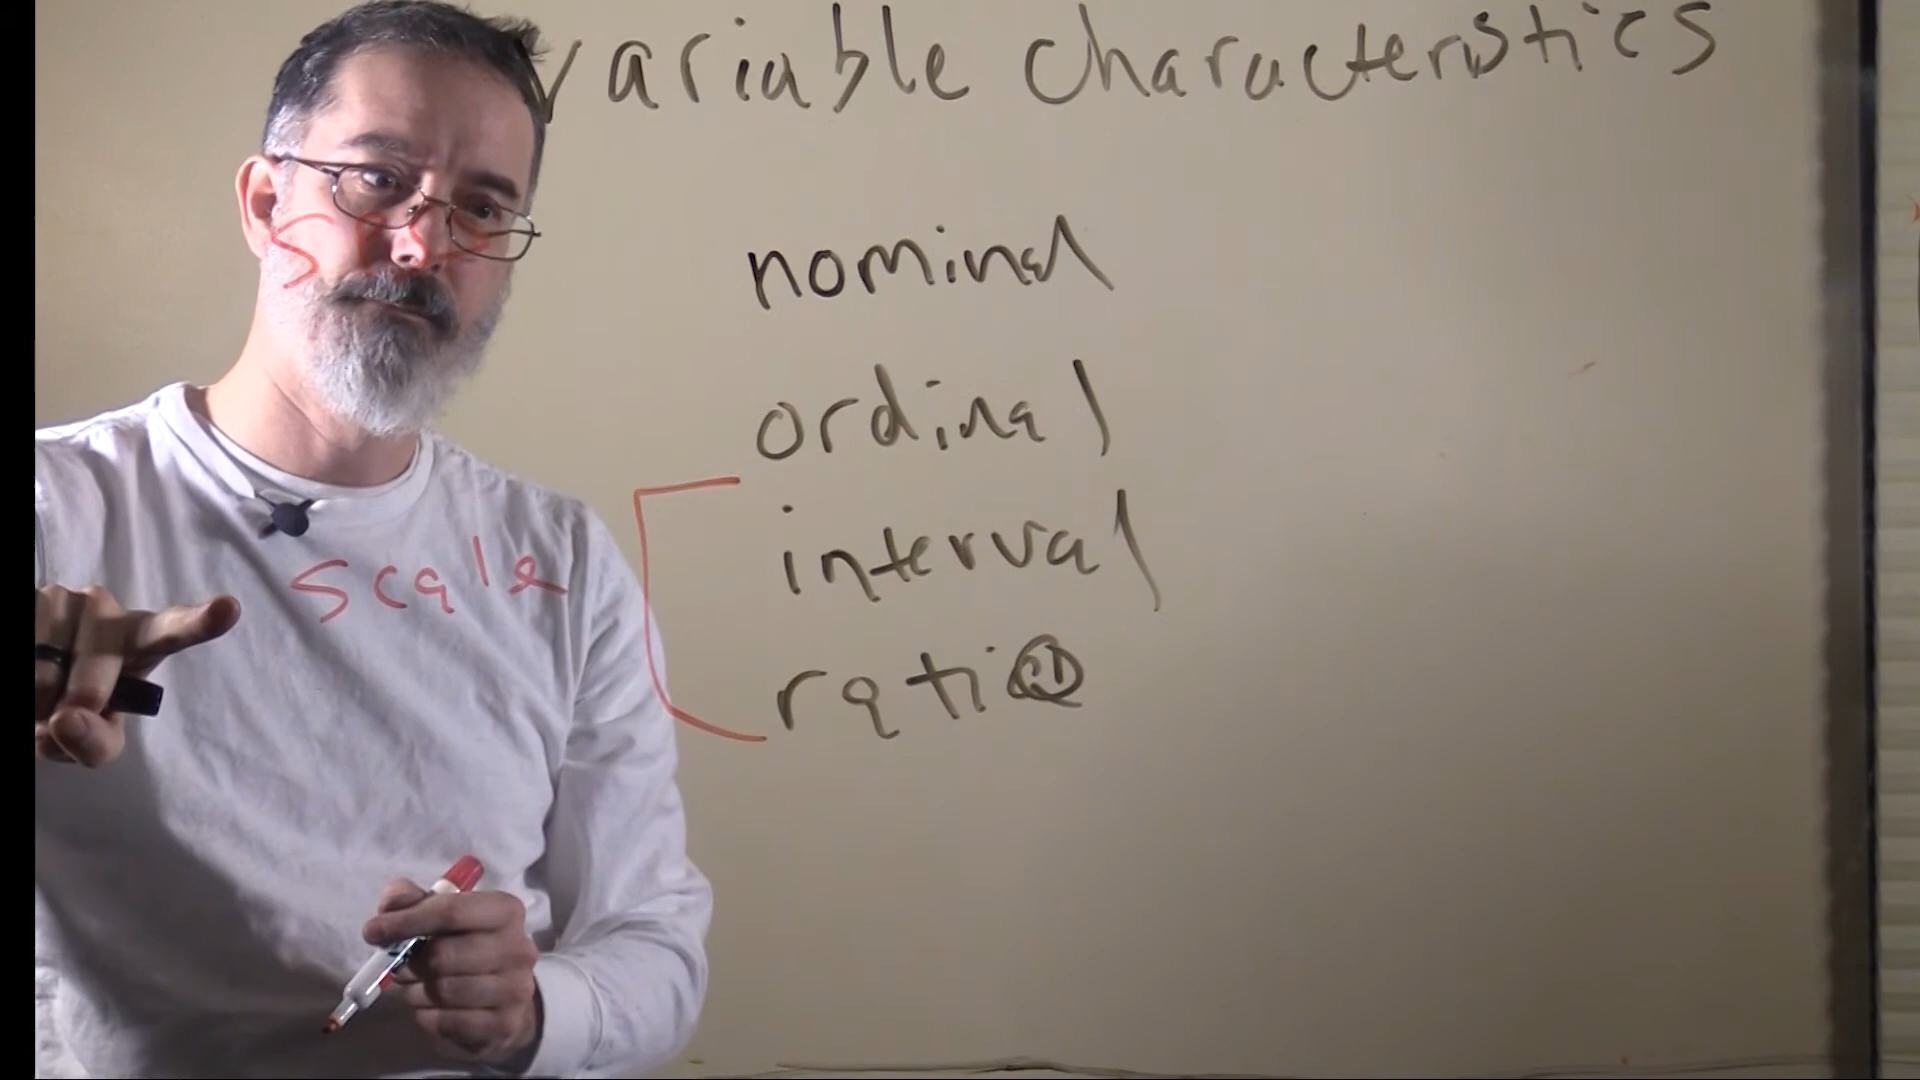 variable characteristics
nominal
ordinal
interval
scale
ratio